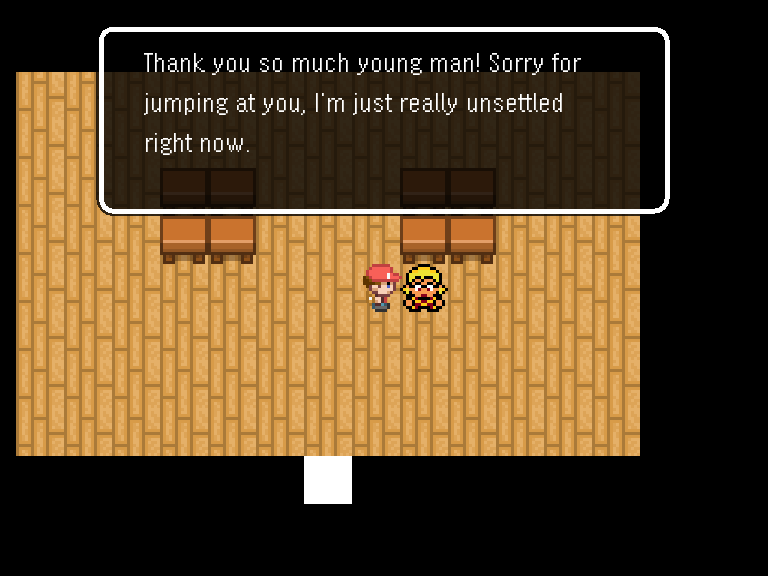 Thank you so much young man! Sorry for
jumping at you, I'm just really unsettled
right now.